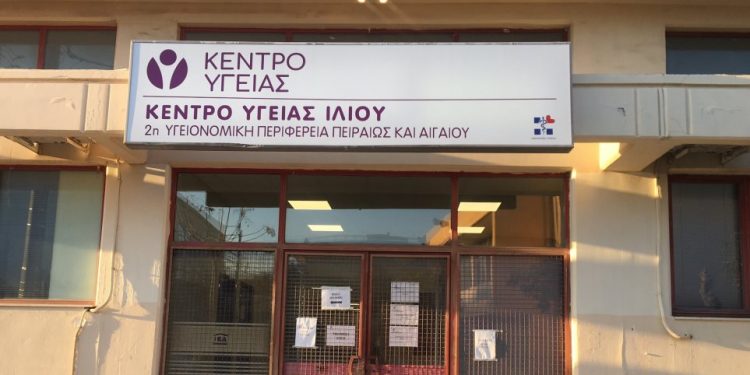 ΚΕΝΤΡΟ
ΥΓΕΙΑΣ
ΚΕΝΤΡΟ ΥΓΕΙΑΣ ΙΛΙΟΥ
2η ΥΓΕΙΟΝΟΜΙΚΗ ΠΕΡΙΦΕΡΕΙΑ ΠΕΙΡΑΙΩΣ ΚΑΙ ΑΙΓΑΙΟΥ